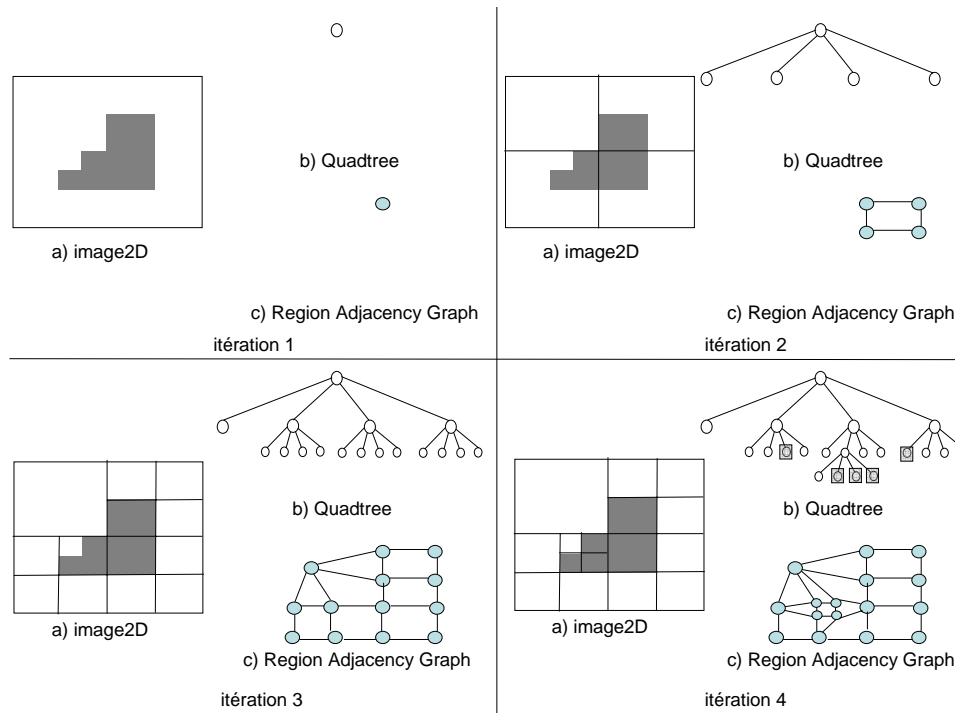 b) Quadtree
a) image2D
c) Region Adjacency Graph
itération 1
b) Quadtree
a) image2D
c) Region Adjacency Graph
itération 2
b) Quadtree
a) image2D
c) Region Adjacency Graph
itération 3
b) Quadtree
a) image2D
c) Region Adjacency Graph
itération 4